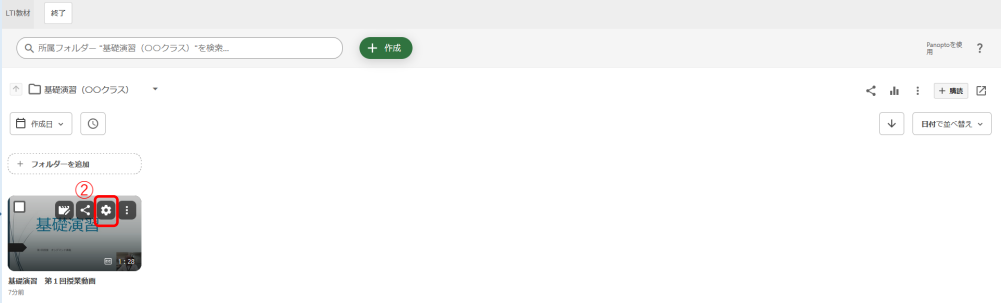 LTI教材 終了
所属フォルダー "基礎演習（〇〇クラス）"を検索...
＋ 作成
Panoptoを使用
?
基礎演習（〇〇クラス）
＋ 購読
作成日
日付で並べ替え
＋ フォルダーを追加
②
基礎演習
1:28
基礎演習　第１回授業動画
7分前